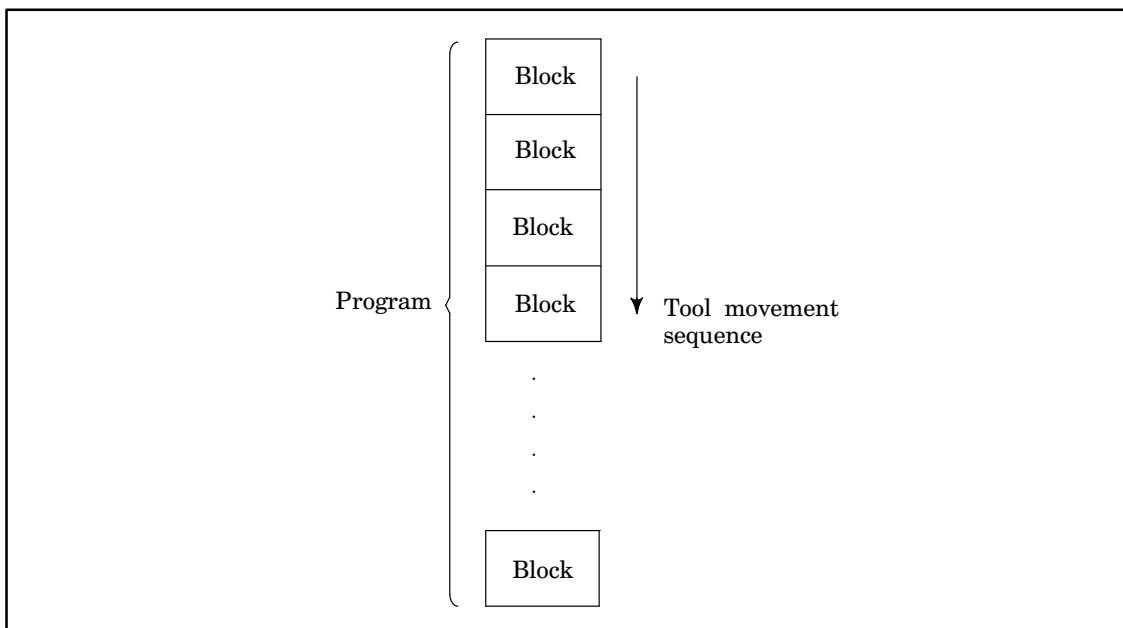 Block
Block
Block
Program
Block
Tool movement
sequence
.
.
.
.
Block